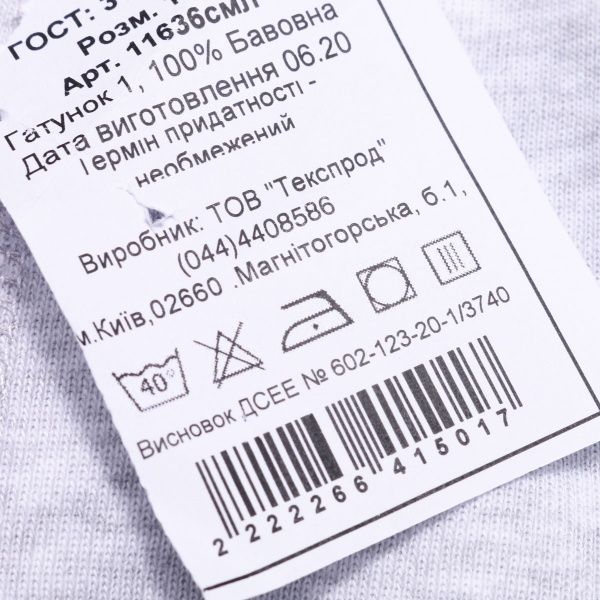 ГОСТ: 3
Розм.
Арт. 11636смл
Гатунок 1, 100% Бавовна
Дата виготовлення 06.20
Термін придатності -
необмежений
Виробник: ТОВ "Текспрод"
(044)4408586
м.Київ,02660 .Магнітогорська, б.1,
40°
Висновок ДСЕЕ № 602-123-20-1/3740
2 222266 415017